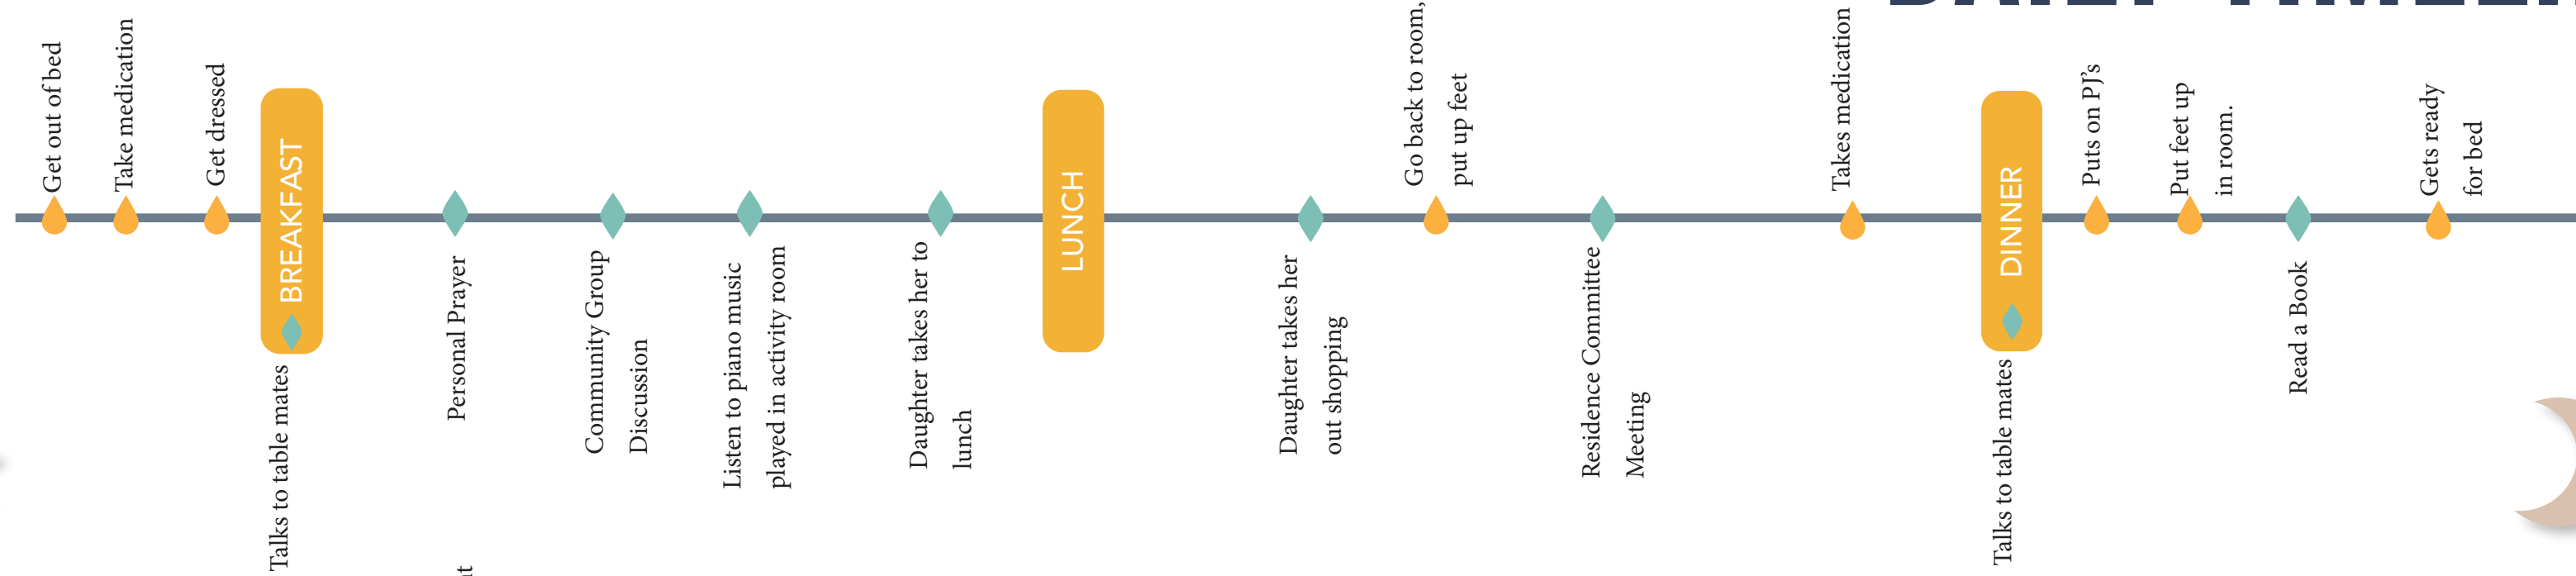 Get out of bed
Take medication
Get dressed
BREAKFAST
Talks to table mates
Personal Prayer
Community Group
Discussion
Listen to piano music
played in activity room
Daughter takes her to
lunch
LUNCH
Daughter takes her
out shopping
Go back to room,
put up feet
Residence Committee
Meeting
Takes medication
DINNER
Talks to table mates
Puts on PJ’s
Put feet up
in room.
Read a Book
Gets ready
for bed